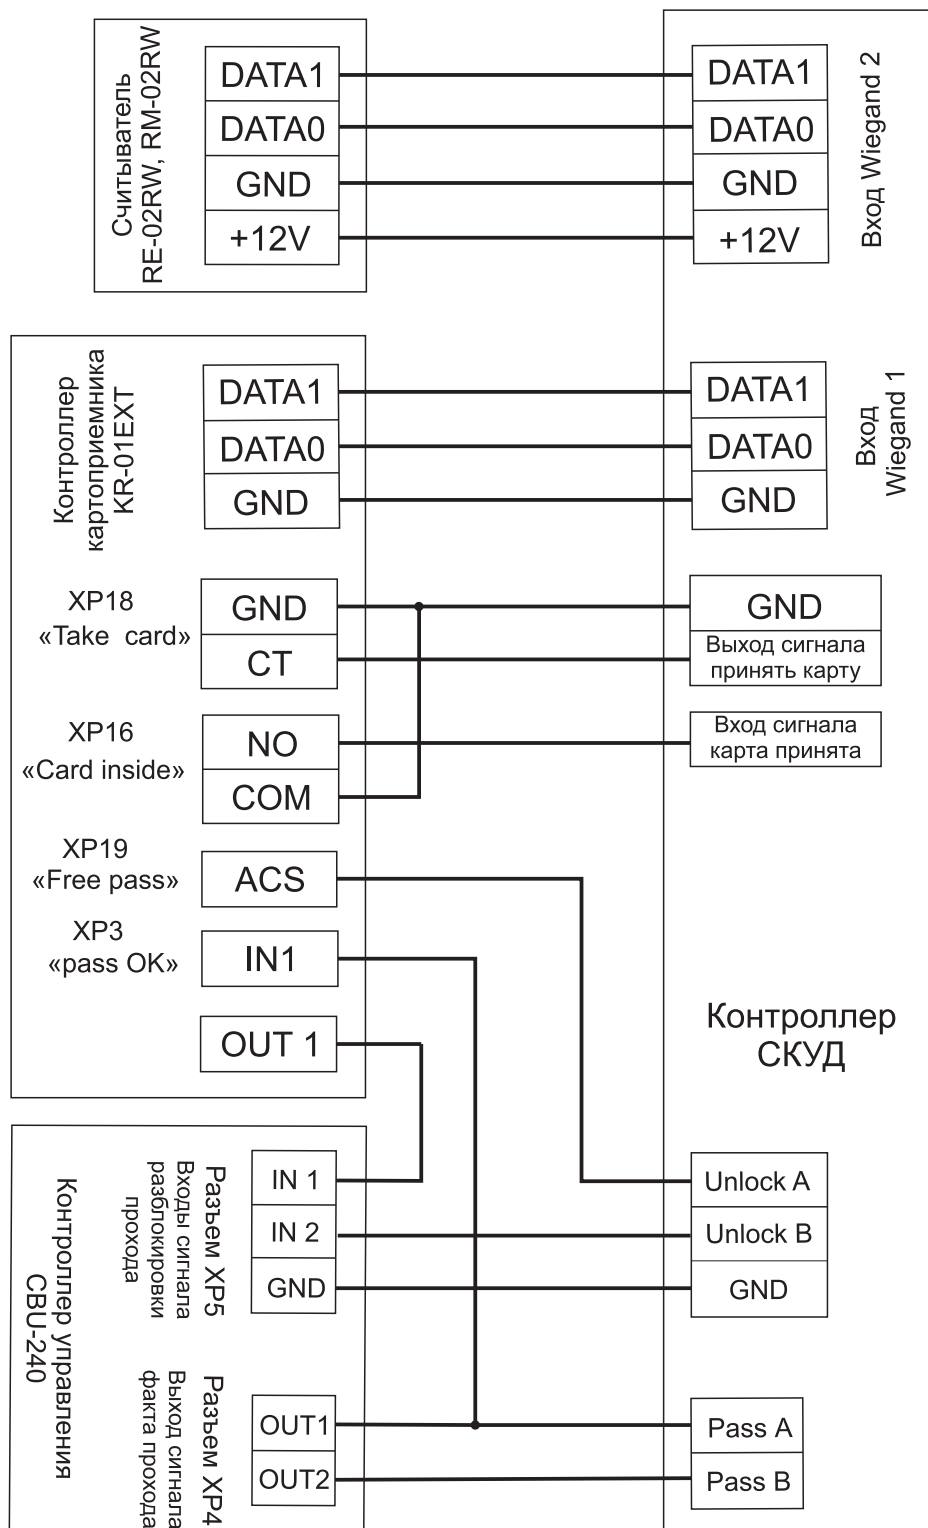 Считыватель
RE-02RW, RM-02RW
DATA1
DATA0
GND
+12V
DATA1
DATA0
GND
+12V
Вход Wiegand 2
Контроллер
картоприемника
KR-01EXT
DATA1
DATA0
GND
DATA1
DATA0
GND
Вход
Wiegand 1
XP18
«Take card»
GND
CT
GND
Выход сигнала
принять карту
XP16
«Card inside»
NO
COM
Вход сигнала
карта принята
XP19
«Free pass»
ACS
XP3
«pass OK»
IN1
OUT 1
Контроллер
СКУД
Контроллер управления
CBU-240
Разъем XP5
Входы сигнала
разблокировки
прохода
IN 1
IN 2
GND
Unlock A
Unlock B
GND
Разъем XP4
Выход сигнала
факта прохода
OUT1
OUT2
Pass A
Pass B